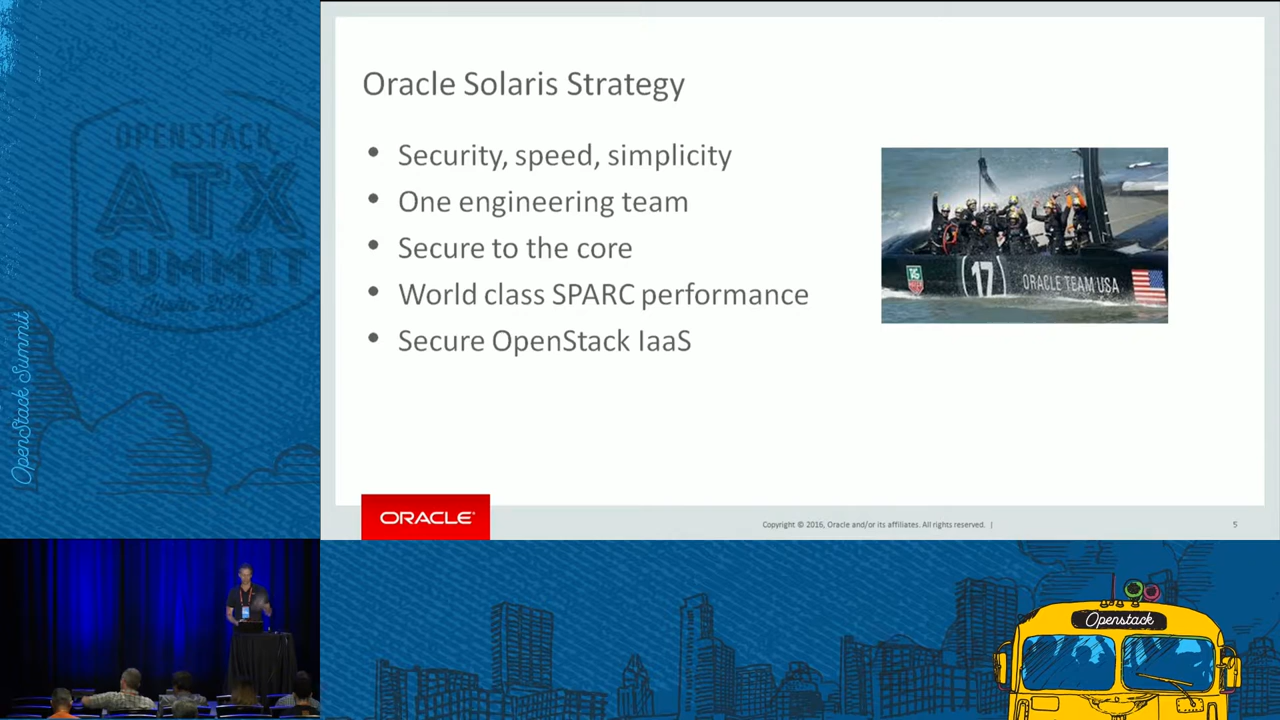 OPENSTACK
ATX
SUMMIT
OpenStack Summit
Oracle Solaris Strategy
• Security, speed, simplicity
• One engineering team
• Secure to the core
• World class SPARC performance
• Secure OpenStack IaaS
17
ORACLE TEAM USA
ORACLE
Copyright © 2016, Oracle and/or its affiliates. All rights reserved. |
5
Openstack